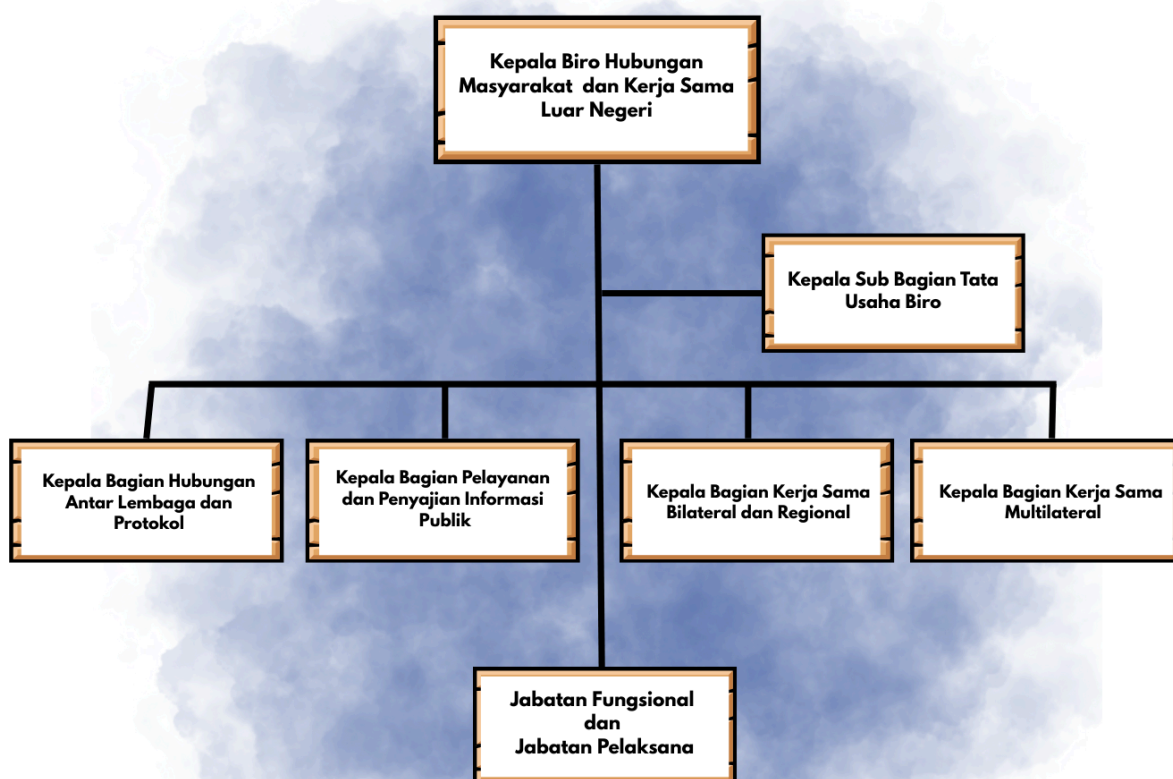 Kepala Biro Hubungan
Masyarakat dan Kerja Sama
Luar Negeri
Kepala Sub Bagian Tata
Usaha Biro
Kepala Bagian Hubungan
Antar Lembaga dan
Protokol
Kepala Bagian Pelayanan
dan Penyajian Informasi
Publik
Kepala Bagian Kerja Sama
Bilateral dan Regional
Kepala Bagian Kerja Sama
Multilateral
Jabatan Fungsional
dan
Jabatan Pelaksana